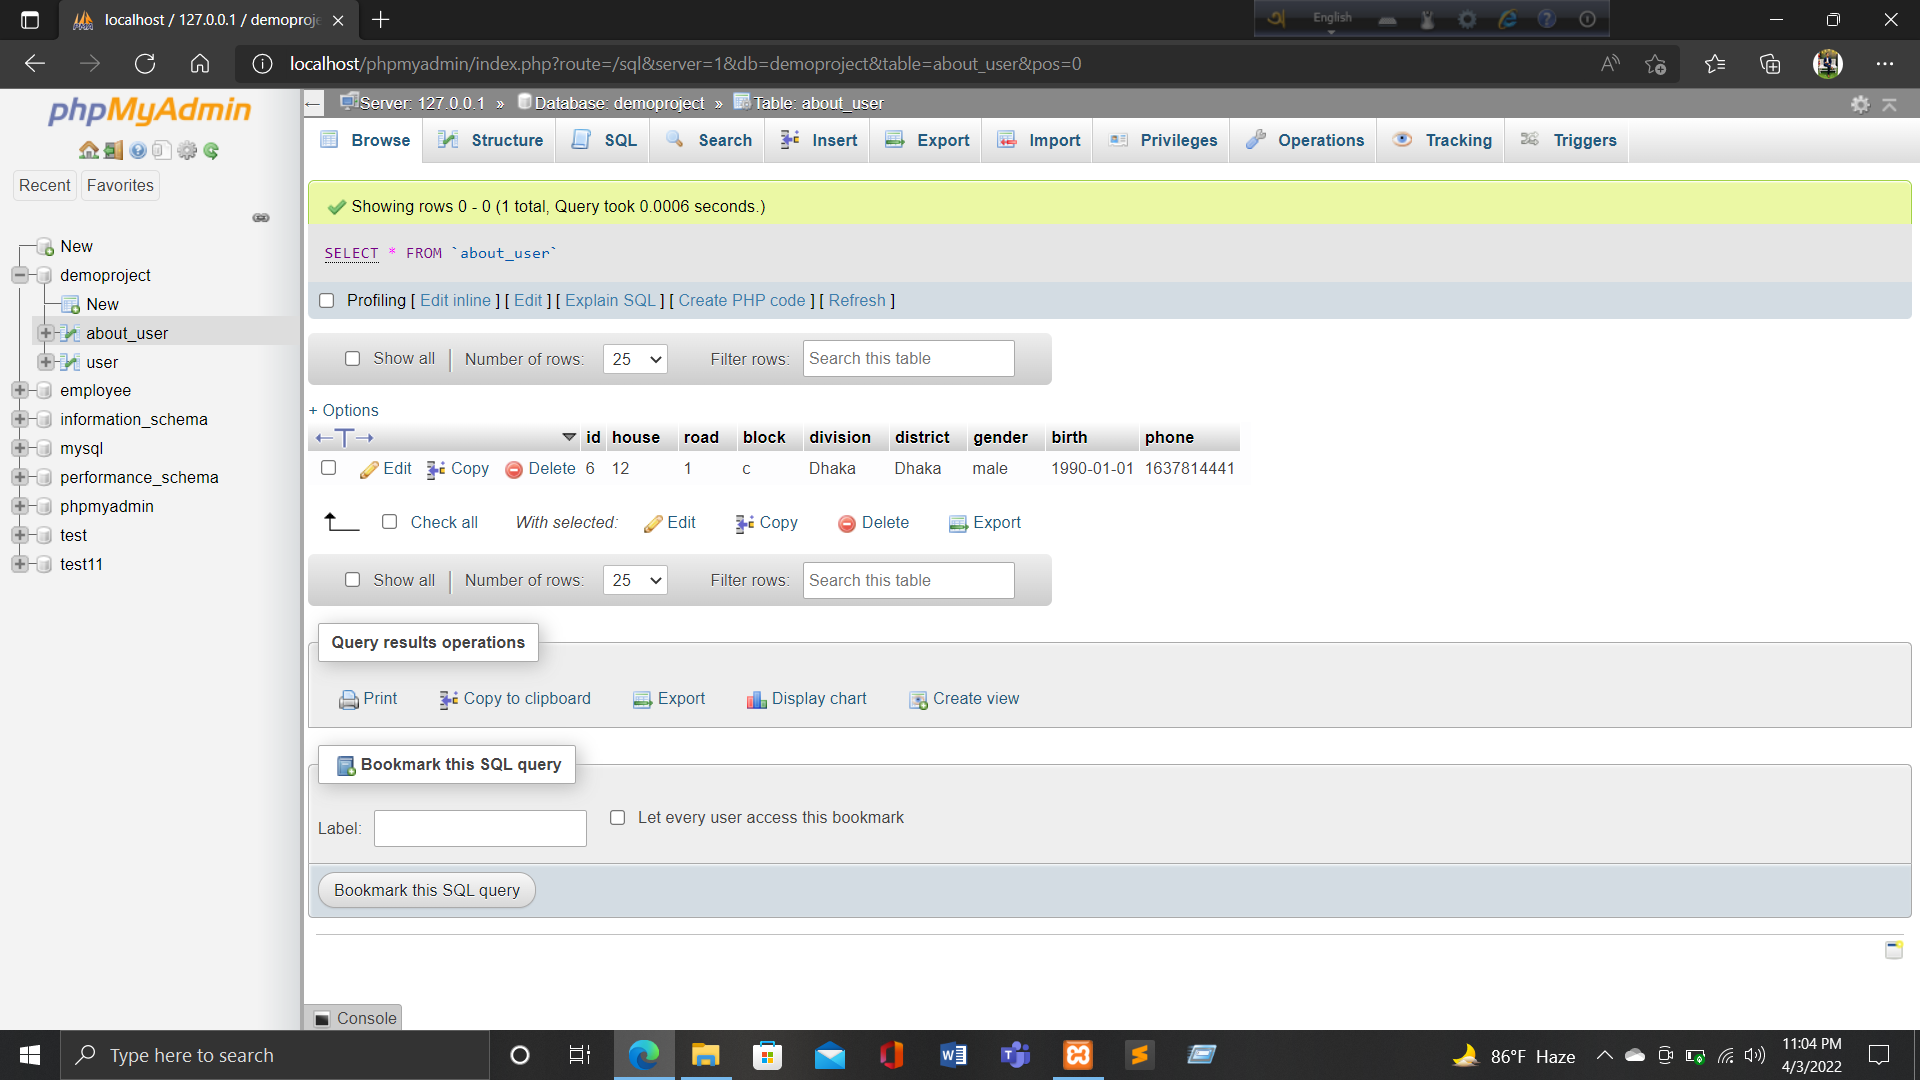 localhost / 127.0.0.1 / demoproje
English
localhost/phpmyadmin/index.php?route=/sql&server=1&db=demoproject&table=about_user&pos=0
phpMyAdmin
Recent Favorites
New
demoproject
New
about_user
user
employee
information_schema
mysql
performance_schema
phpmyadmin
test
test11
Server: 127.0.0.1 » Database: demoproject » Table: about_user
Browse Structure SQL Search Insert Export Import Privileges Operations Tracking Triggers
Showing rows 0 - 0 (1 total, Query took 0.0006 seconds.)
SELECT * FROM `about_user`
Profiling [ Edit inline ] [ Edit ] [ Explain SQL ] [ Create PHP code ] [ Refresh ]
Show all | Number of rows: 25 Filter rows: Search this table
+ Options
←T→ id house road block division district gender birth phone
Edit Copy Delete 6 12 1 c Dhaka Dhaka male 1990-01-01 1637814441
Check all With selected: Edit Copy Delete Export
Show all | Number of rows: 25 Filter rows: Search this table
Query results operations
Print Copy to clipboard Export Display chart Create view
Bookmark this SQL query
Label: Let every user access this bookmark
Bookmark this SQL query
Console
Type here to search
86°F Haze
11:04 PM
4/3/2022